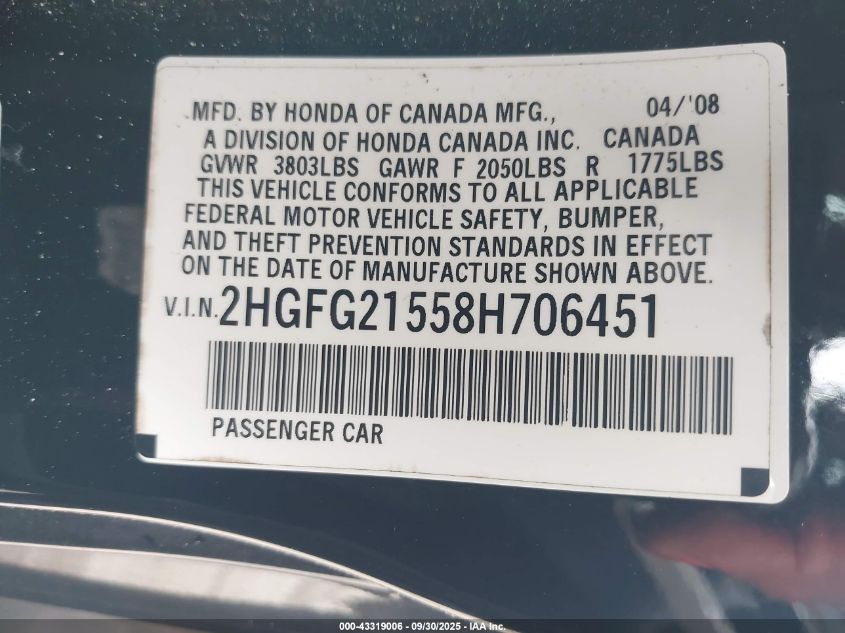 MFD. BY HONDA OF CANADA MFG., 04/'08
A DIVISION OF HONDA CANADA INC. CANADA
GVWR 3803LBS GAWR F 2050LBS R 1775LBS
THIS VEHICLE CONFORMS TO ALL APPLICABLE
FEDERAL MOTOR VEHICLE SAFETY, BUMPER,
AND THEFT PREVENTION STANDARDS IN EFFECT
ON THE DATE OF MANUFACTURE SHOWN ABOVE.
V.I.N. 2HGFG21558H706451
PASSENGER CAR
000-43319006 - 09/30/2025 - IAA Inc.